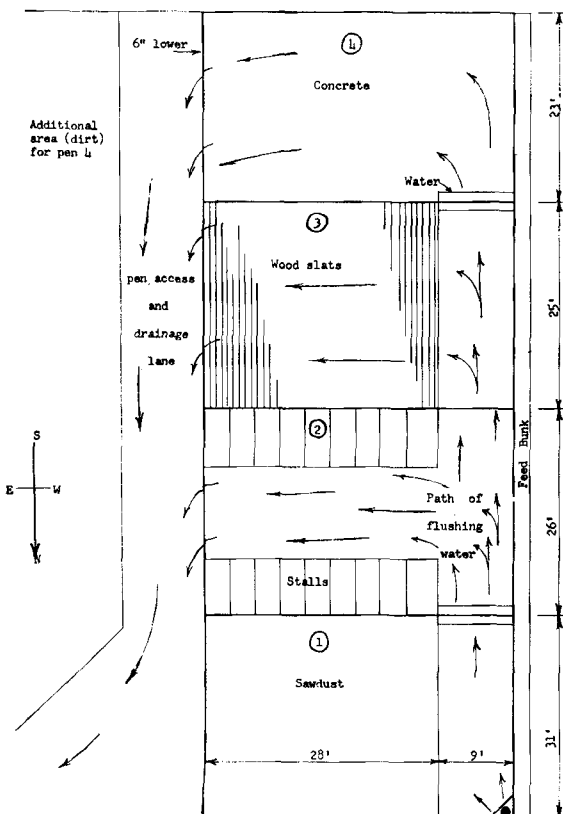 6" lower
④
Concrete
23'
Additional
area (dirt)
for pen 4
Water
③
Wood slats
pen access
and
drainage
lane
25'
②
S
E
W
N
Feed Bunk
Path of
flushing
water
26'
Stalls
①
Sawdust
28'
9'
31'